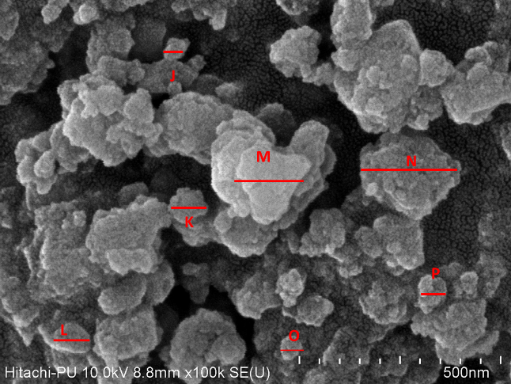 J
M
N
K
P
L
O
Hitachi-PU 10.0kV 8.8mm x100k SE(U) 500nm